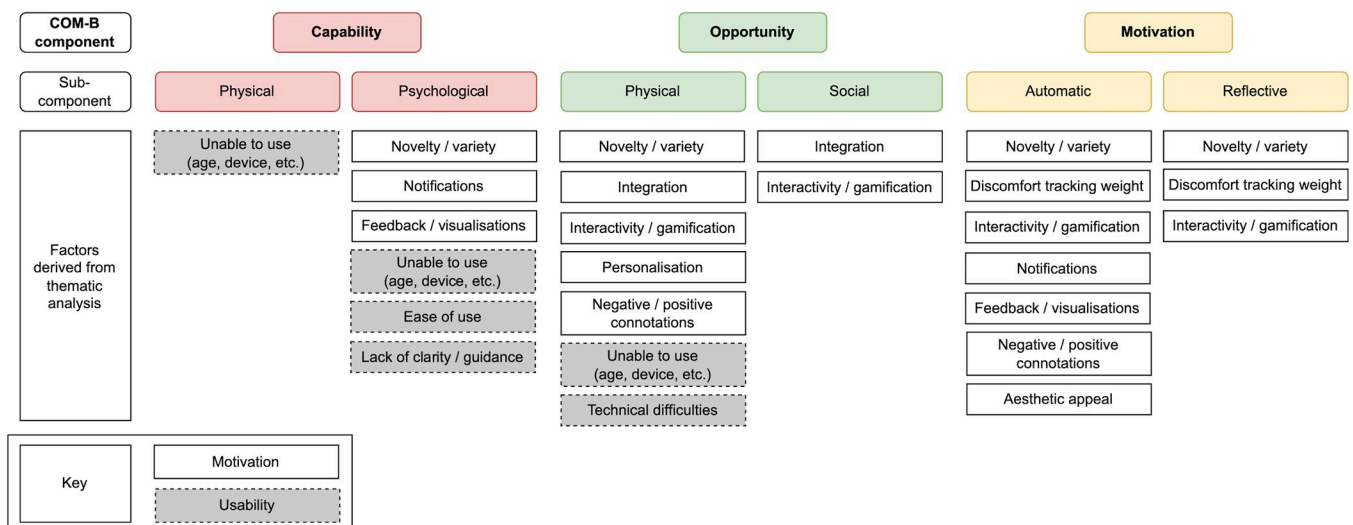 COM-B
component
Capability
Opportunity
Motivation
Sub-
component
Physical
Psychological
Physical
Social
Automatic
Reflective
Factors
derived from
thematic
analysis
Unable to use
(age, device, etc.)
Novelty / variety
Notifications
Feedback / visualisations
Unable to use
(age, device, etc.)
Ease of use
Lack of clarity / guidance
Novelty / variety
Integration
Interactivity / gamification
Personalisation
Negative / positive
connotations
Unable to use
(age, device, etc.)
Technical difficulties
Integration
Interactivity / gamification
Novelty / variety
Discomfort tracking weight
Interactivity / gamification
Notifications
Feedback / visualisations
Negative / positive
connotations
Aesthetic appeal
Novelty / variety
Discomfort tracking weight
Interactivity / gamification
Key
Motivation
Usability